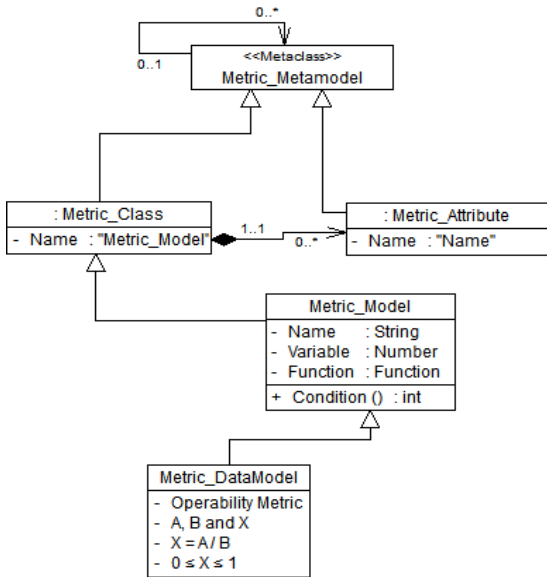 0..*
0..1
<<Metaclass>>
Metric_Metamodel
: Metric_Class
- Name : "Metric_Model"
1..1
0..*
: Metric_Attribute
- Name : "Name"
Metric_Model
- Name : String
- Variable : Number
- Function : Function
+ Condition () : int
Metric_DataModel
- Operability Metric
- A, B and X
- X = A / B
- 0 ≤ X ≤ 1